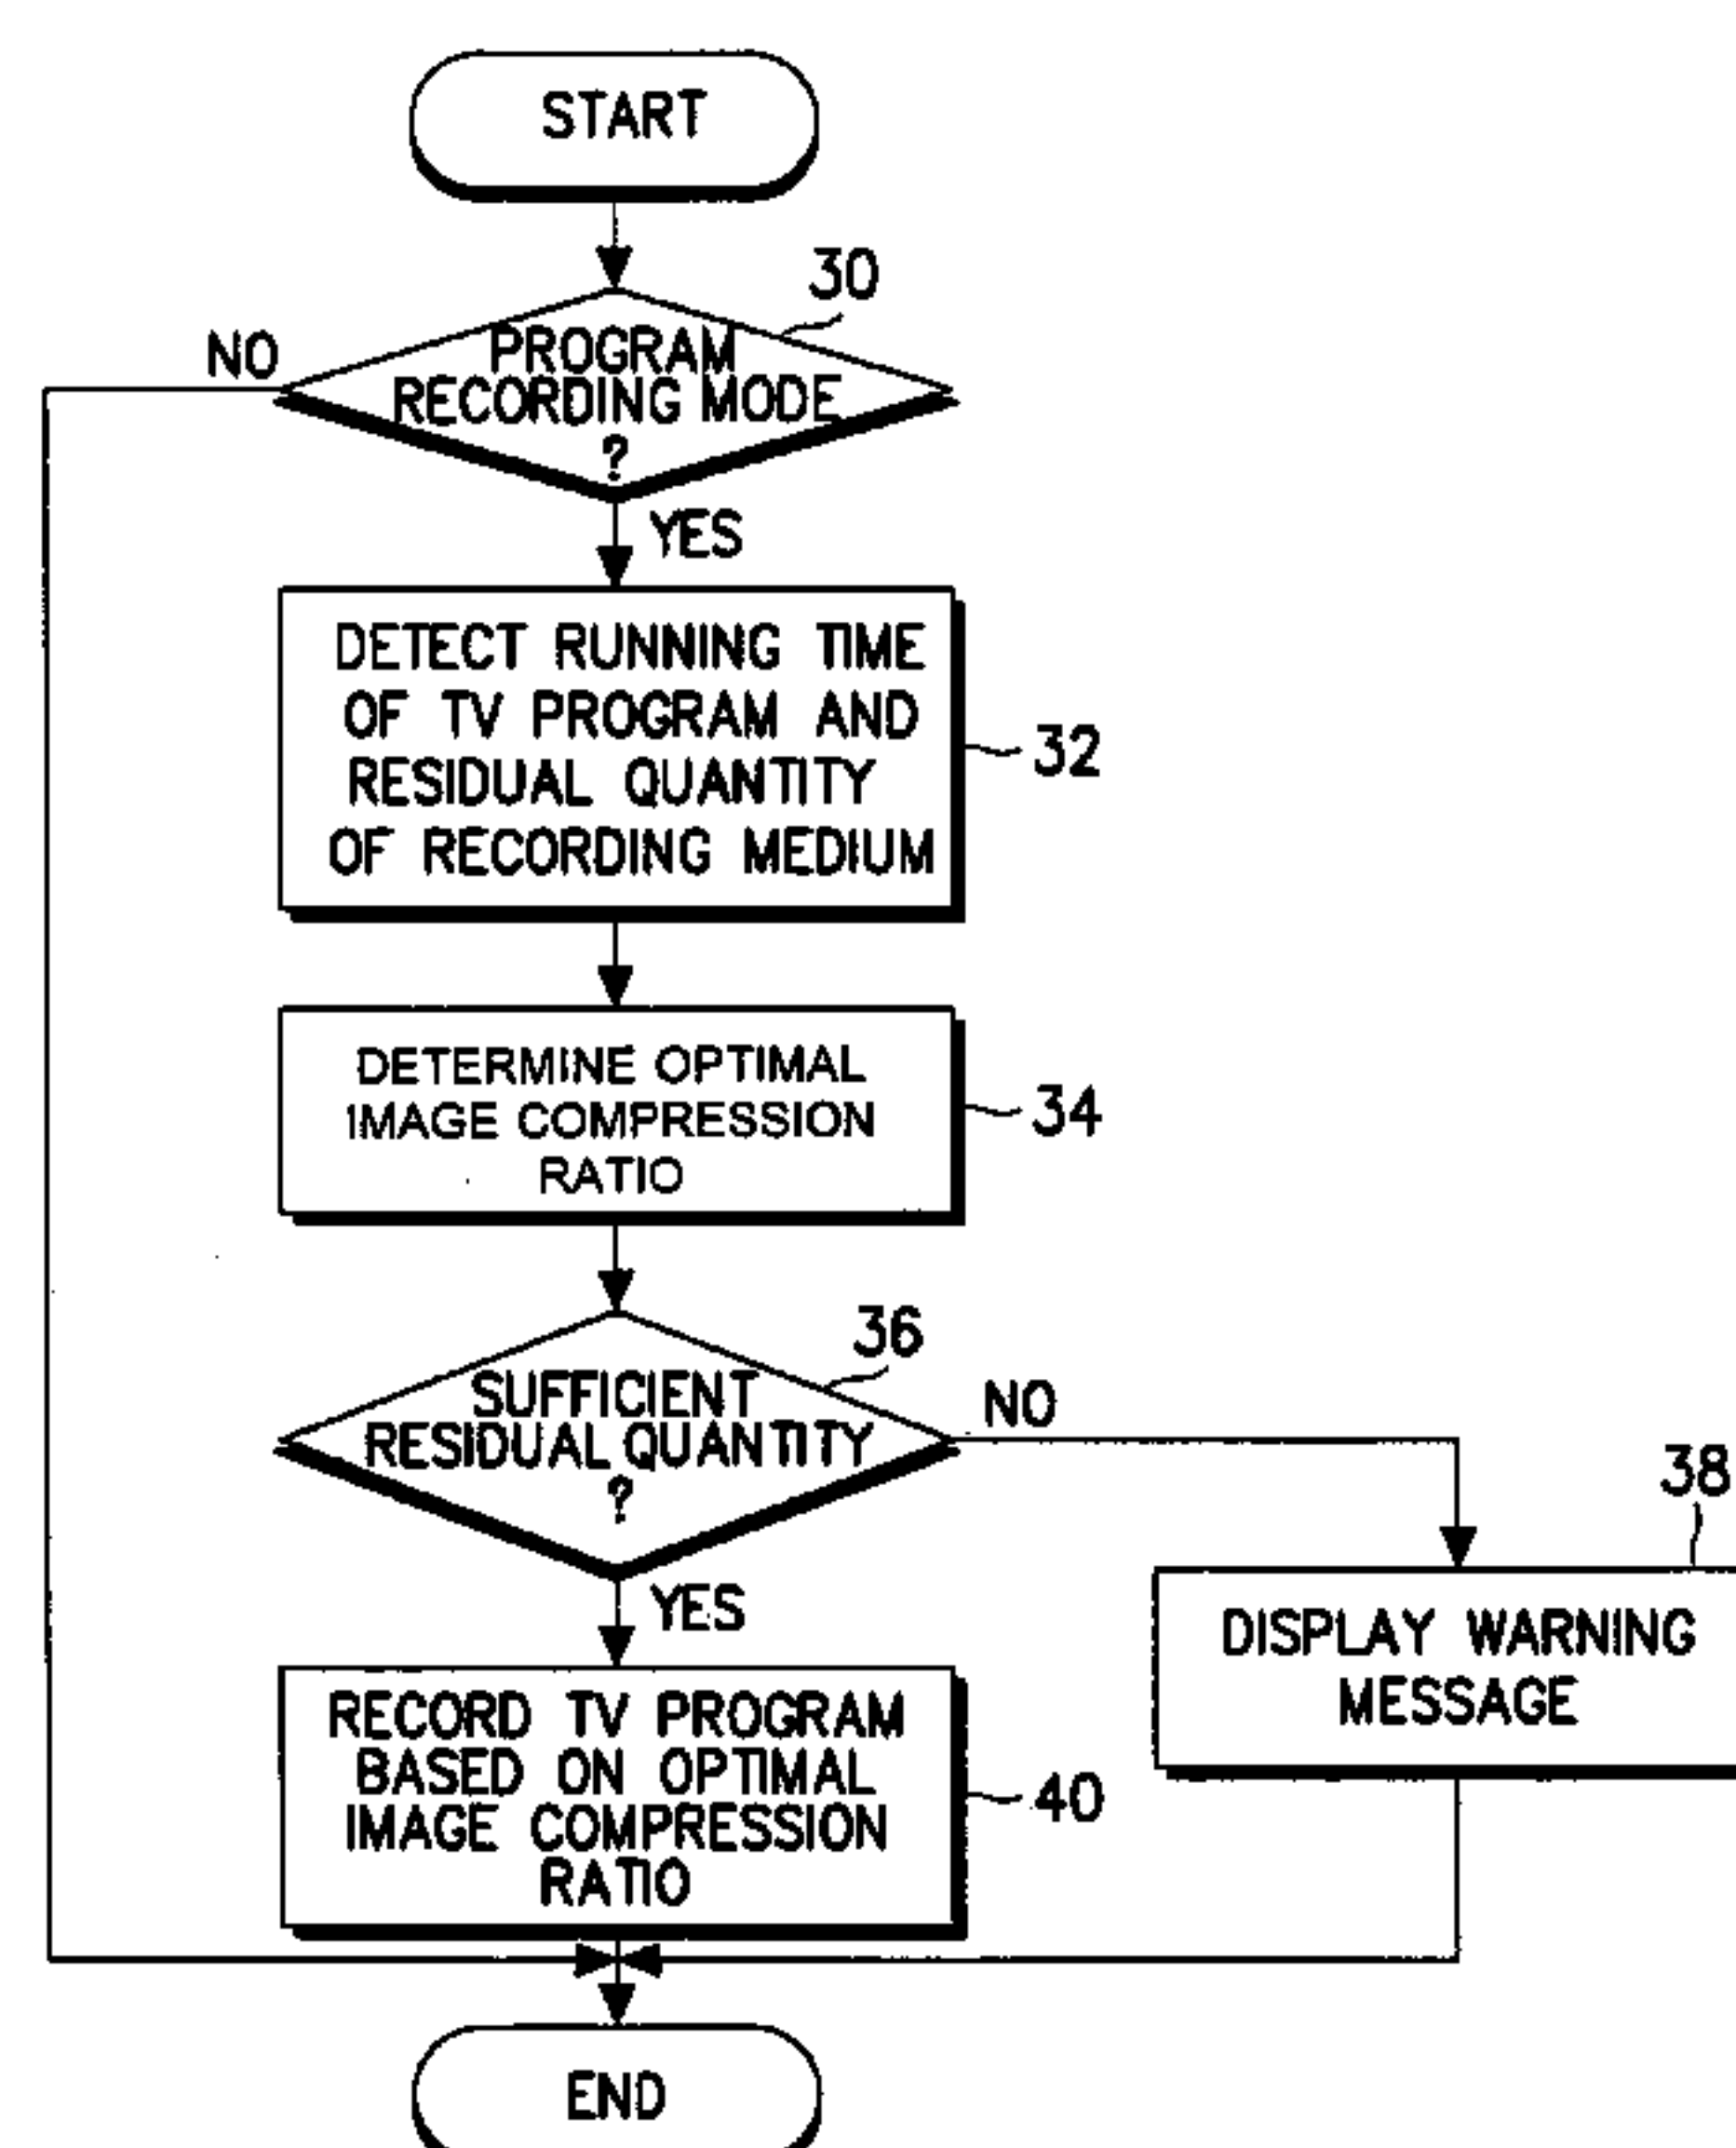 START
30
NO
PROGRAM
RECORDING MODE
?
YES
DETECT RUNNING TIME
OF TV PROGRAM AND
RESIDUAL QUANTITY
OF RECORDING MEDIUM
32
DETERMINE OPTIMAL
IMAGE COMPRESSION
RATIO
34
36
SUFFICIENT
RESIDUAL QUANTITY
?
NO
38
YES
DISPLAY WARNING
MESSAGE
RECORD TV PROGRAM
BASED ON OPTIMAL
IMAGE COMPRESSION
RATIO
40
END